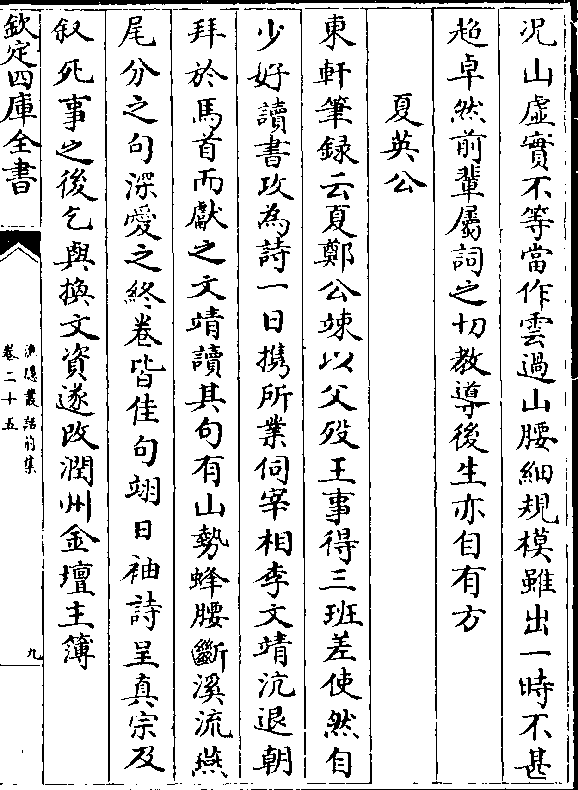 况山虚實不等當作雲過山腰細規模雖出一時不甚
超卓然前輩屬詞之切教導後生亦自有方
夏英公
東軒筆録云夏鄭公竦以父殁王事得三班差使然自
少好讀書攻為詩一日攜所業伺宰相李文靖沆退朝
拜於馬首而獻之文靖讀其句有山勢蜂腰斷溪流燕
尾分之句深愛之終卷皆佳句翊日袖詩呈真宗及
叙死事之後乞與換文資遂改潤州金壇主簿
欽定四庫全書
漁隱叢話前集
卷二十五
九